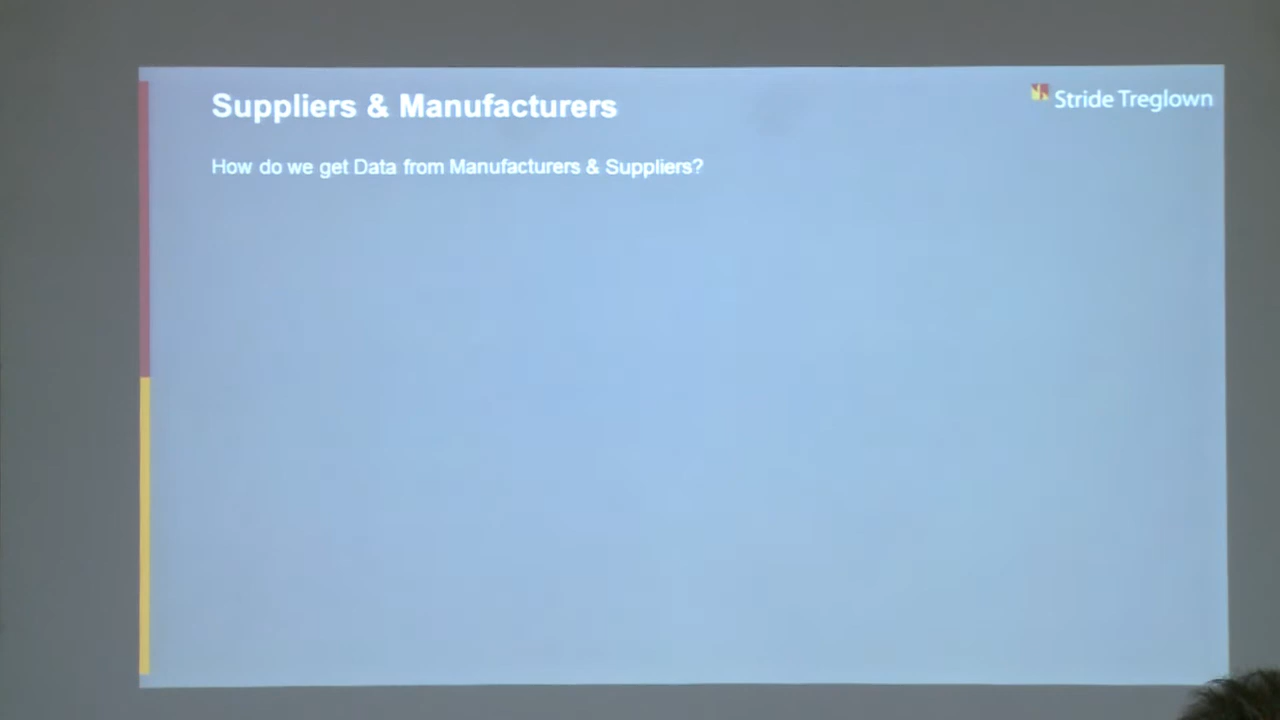 Suppliers & Manufacturers
Stride Treglown
How do we get Data from Manufacturers & Suppliers?